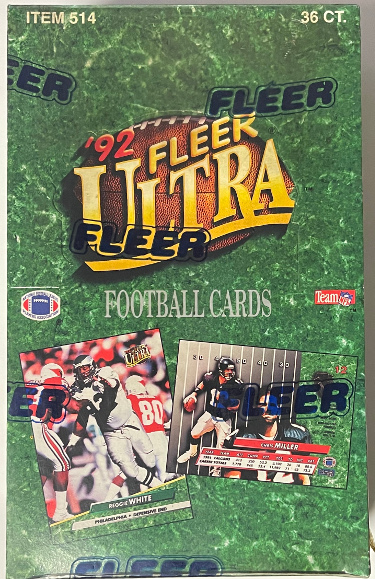 ITEM 514
36 CT.
FLEER
FLEER
'92 FLEER
ULTRA
FLEER
FOOTBALL CARDS
Team NFL
80
REGGIE WHITE
PHILADELPHIA • DEFENSIVE END
CHRIS MILLER
FLEER